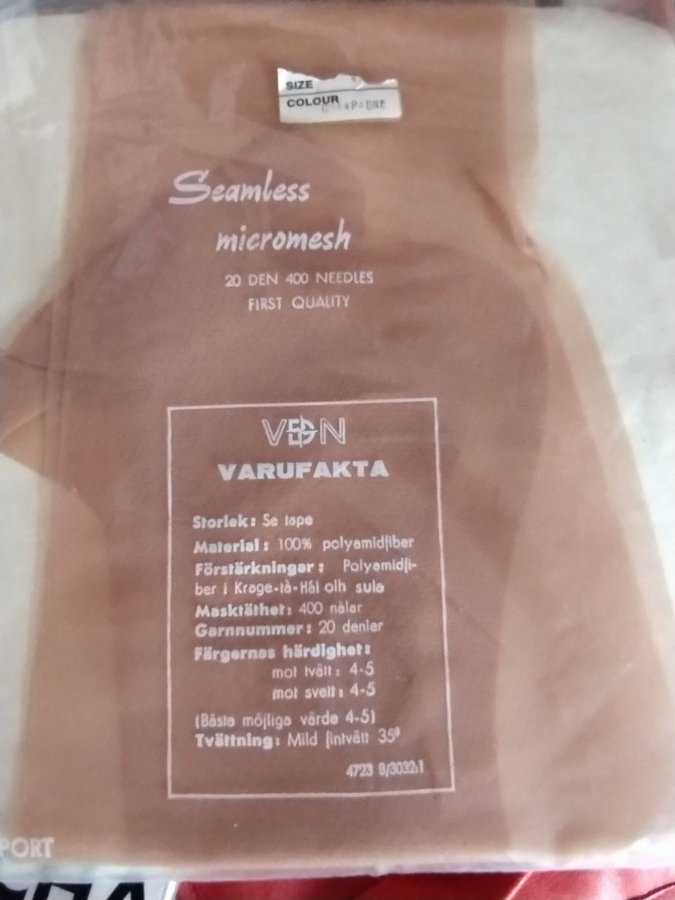 SIZE
COLOUR
Seamless
micromesh
20 DEN 400 NEEDLES
FIRST QUALITY
VDN
VARUFAKTA
Storlek: Se tape
Material: 100% polyamidfiber
Förstärkningar: Polyamidfi-
ber i Krage-tå-Häl olh sula
Masktäthet: 400 nålar
Garnnummer: 20 denier
Färgernas härdighet:
mot tvätt: 4-5
mot svett: 4-5
(Bästa möjliga värde 4-5)
Tvättning: Mild fintvätt 35º
4723 B/3032:1
PORT